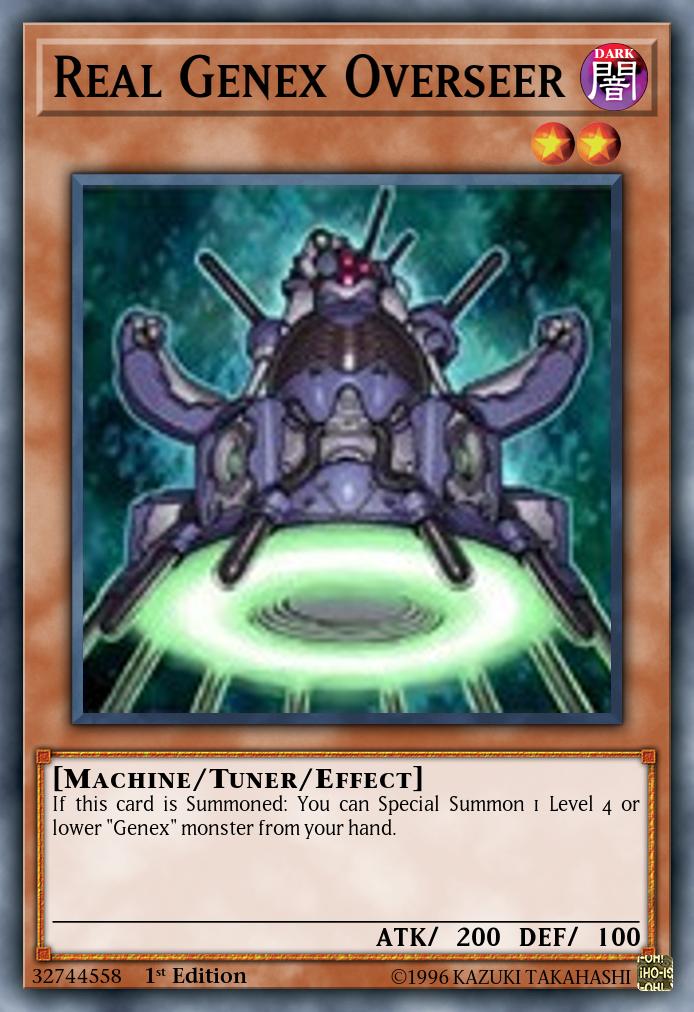 Real Genex Overseer
DARK
闇
[Machine/Tuner/Effect]
If this card is Summoned: You can Special Summon 1 Level 4 or
lower "Genex" monster from your hand.
ATK/ 200 DEF/ 100
32744558 1st Edition ©1996 KAZUKI TAKAHASHI